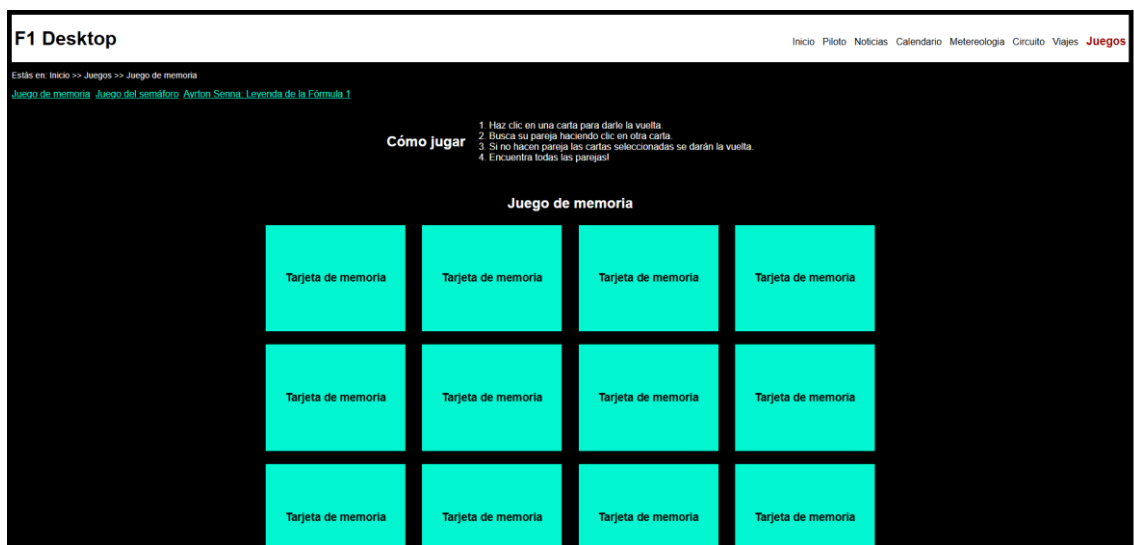 F1 Desktop
Inicio Piloto Noticias Calendario Metereologia Circuito Viajes Juegos
Estás en: Inicio >> Juegos >> Juego de memoria
Juego de memoria Juego del semáforo Ayrton Senna: Leyenda de la Fórmula 1
Cómo jugar
1. Haz clic en una carta para darle la vuelta.
2. Busca su pareja haciendo clic en otra carta.
3. Si no hacen pareja las cartas seleccionadas se darán la vuelta.
4. Encuentra todas las parejas!
Juego de memoria
Tarjeta de memoria Tarjeta de memoria Tarjeta de memoria Tarjeta de memoria
Tarjeta de memoria Tarjeta de memoria Tarjeta de memoria Tarjeta de memoria
Tarjeta de memoria Tarjeta de memoria Tarjeta de memoria Tarjeta de memoria